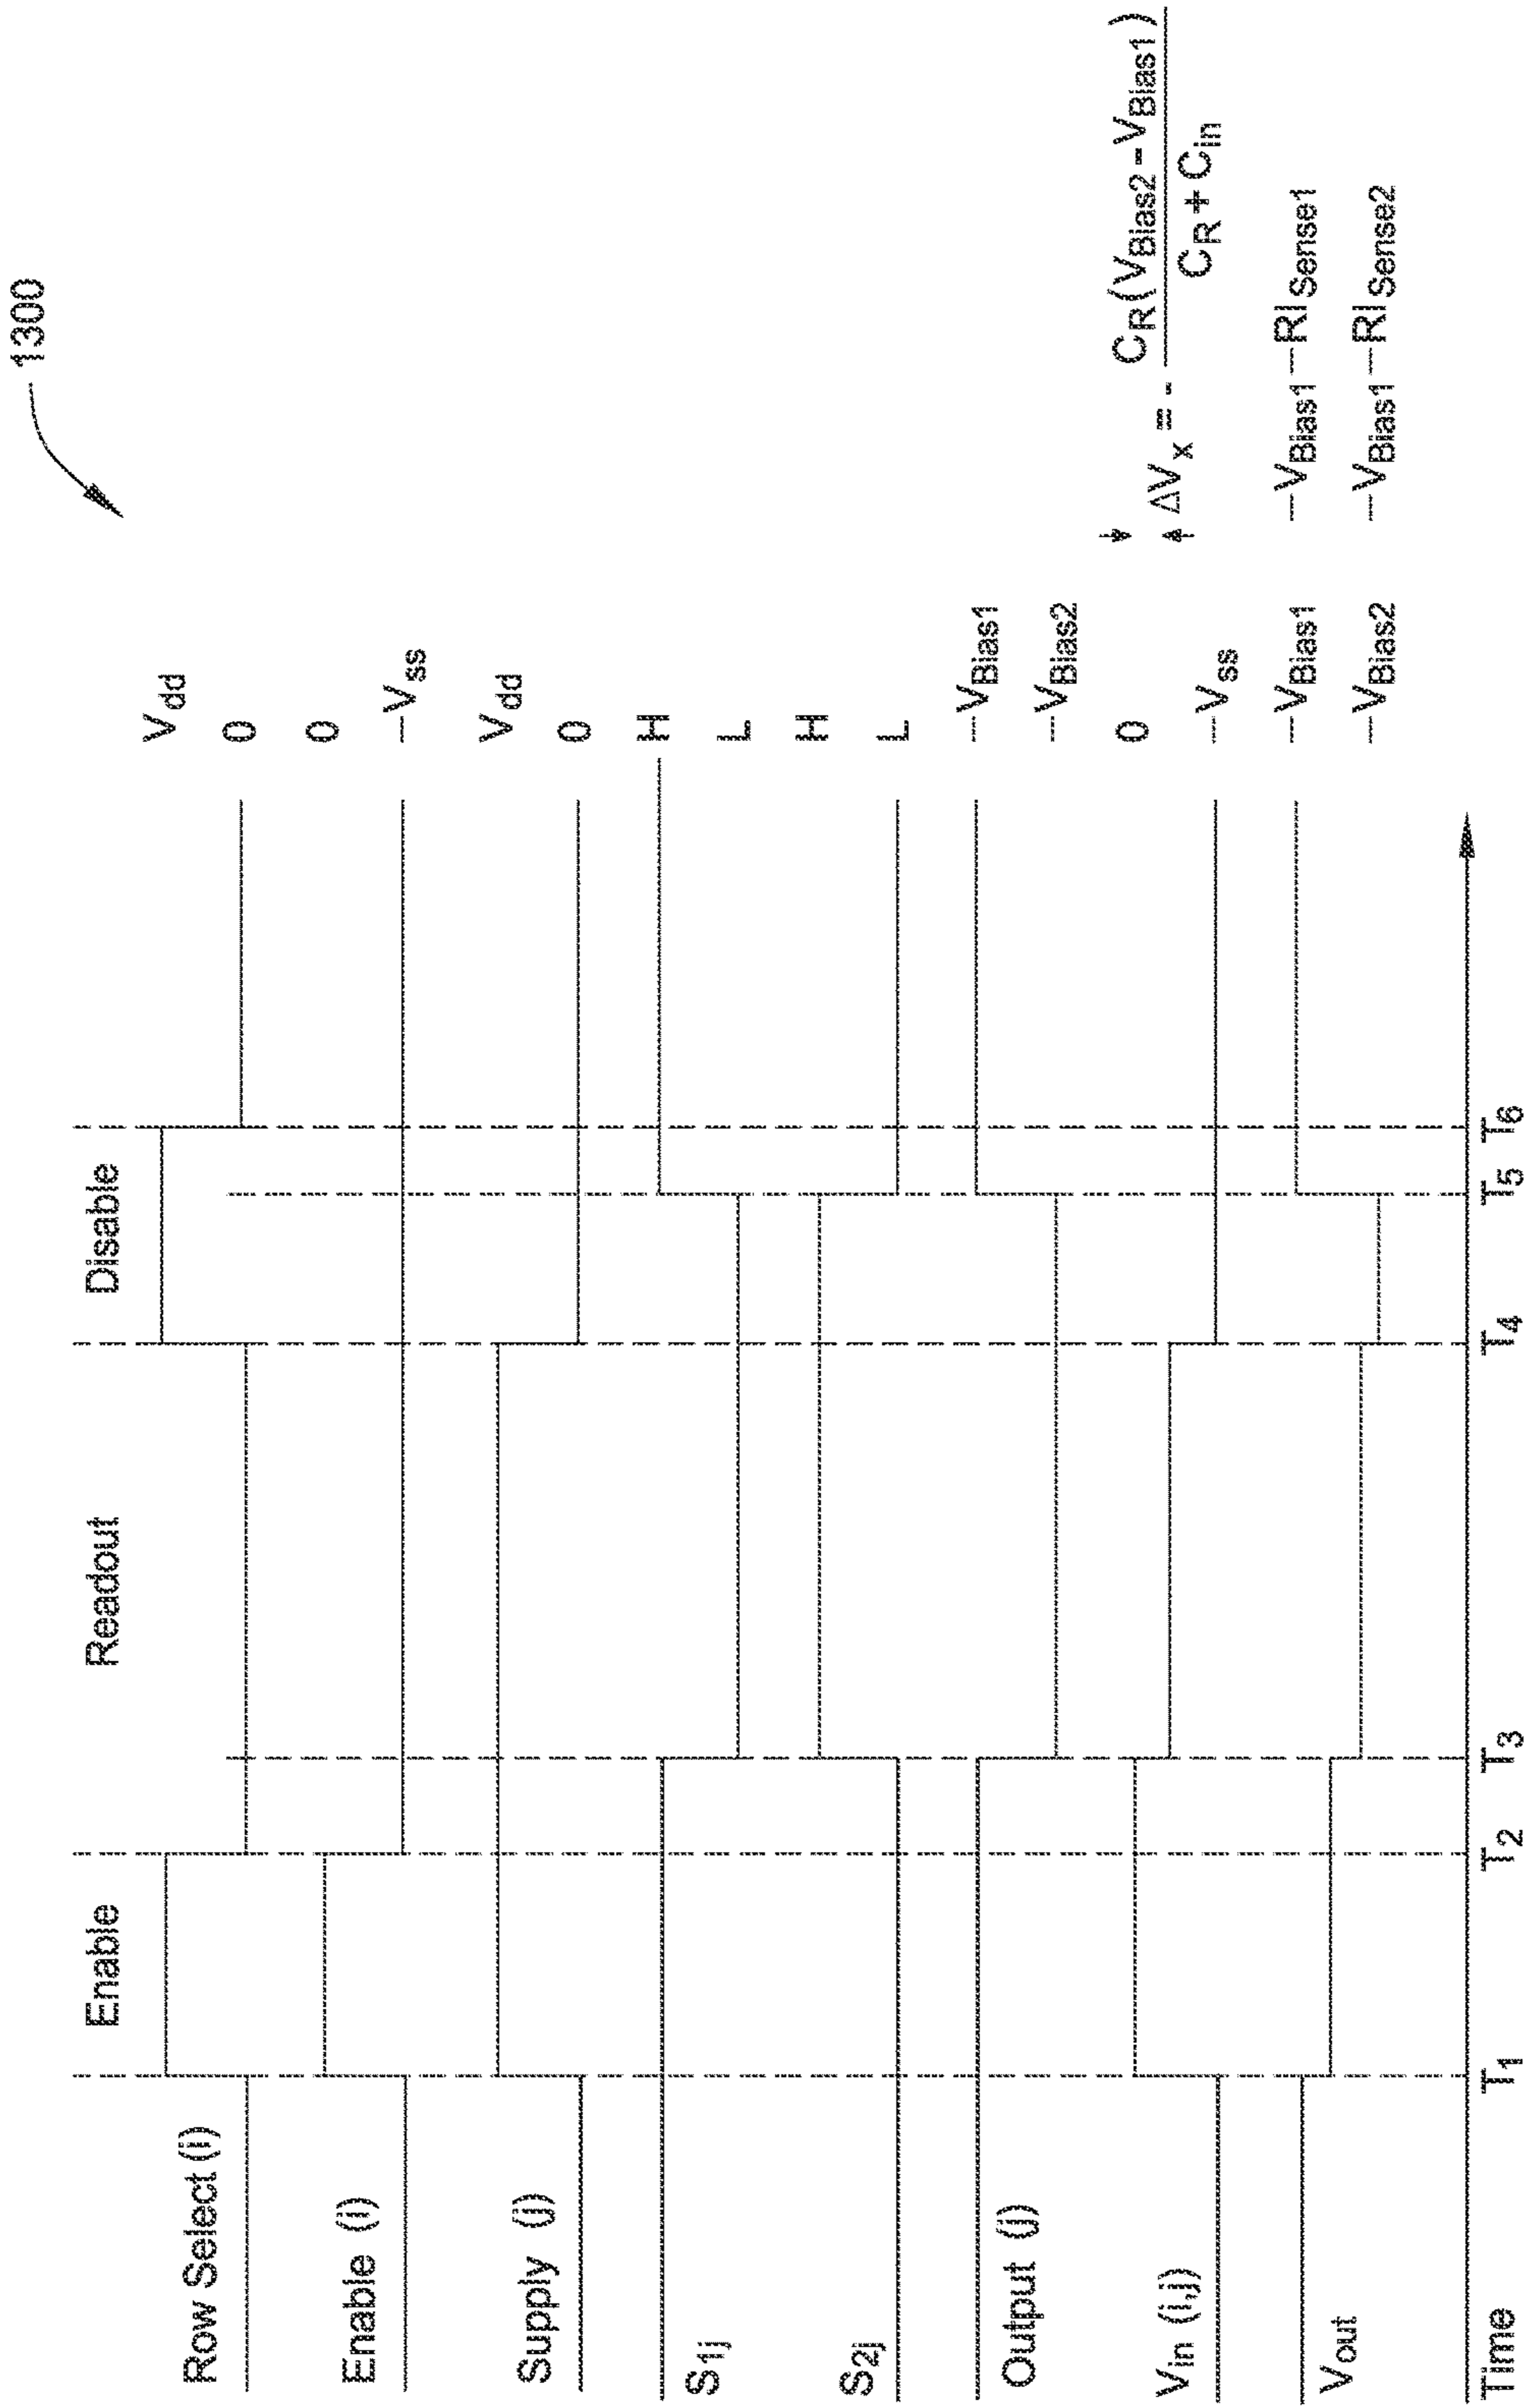 1300
Enable
Readout
Disable
Row Select (i)
Vdd
0
Enable (i)
0
-Vss
Supply (j)
Vdd
0
S1j
H
L
S2j
H
L
Output (j)
-VBias1
-VBias2
Vin (i,j)
0
-Vss
ΔVx = - CR(VBias2-VBias1)
CR+Cin
Vout
-VBias1 -VBias1-RISense1
-VBias2 -VBias1-RISense2
Time
T1 T2 T3 T4 T5 T6